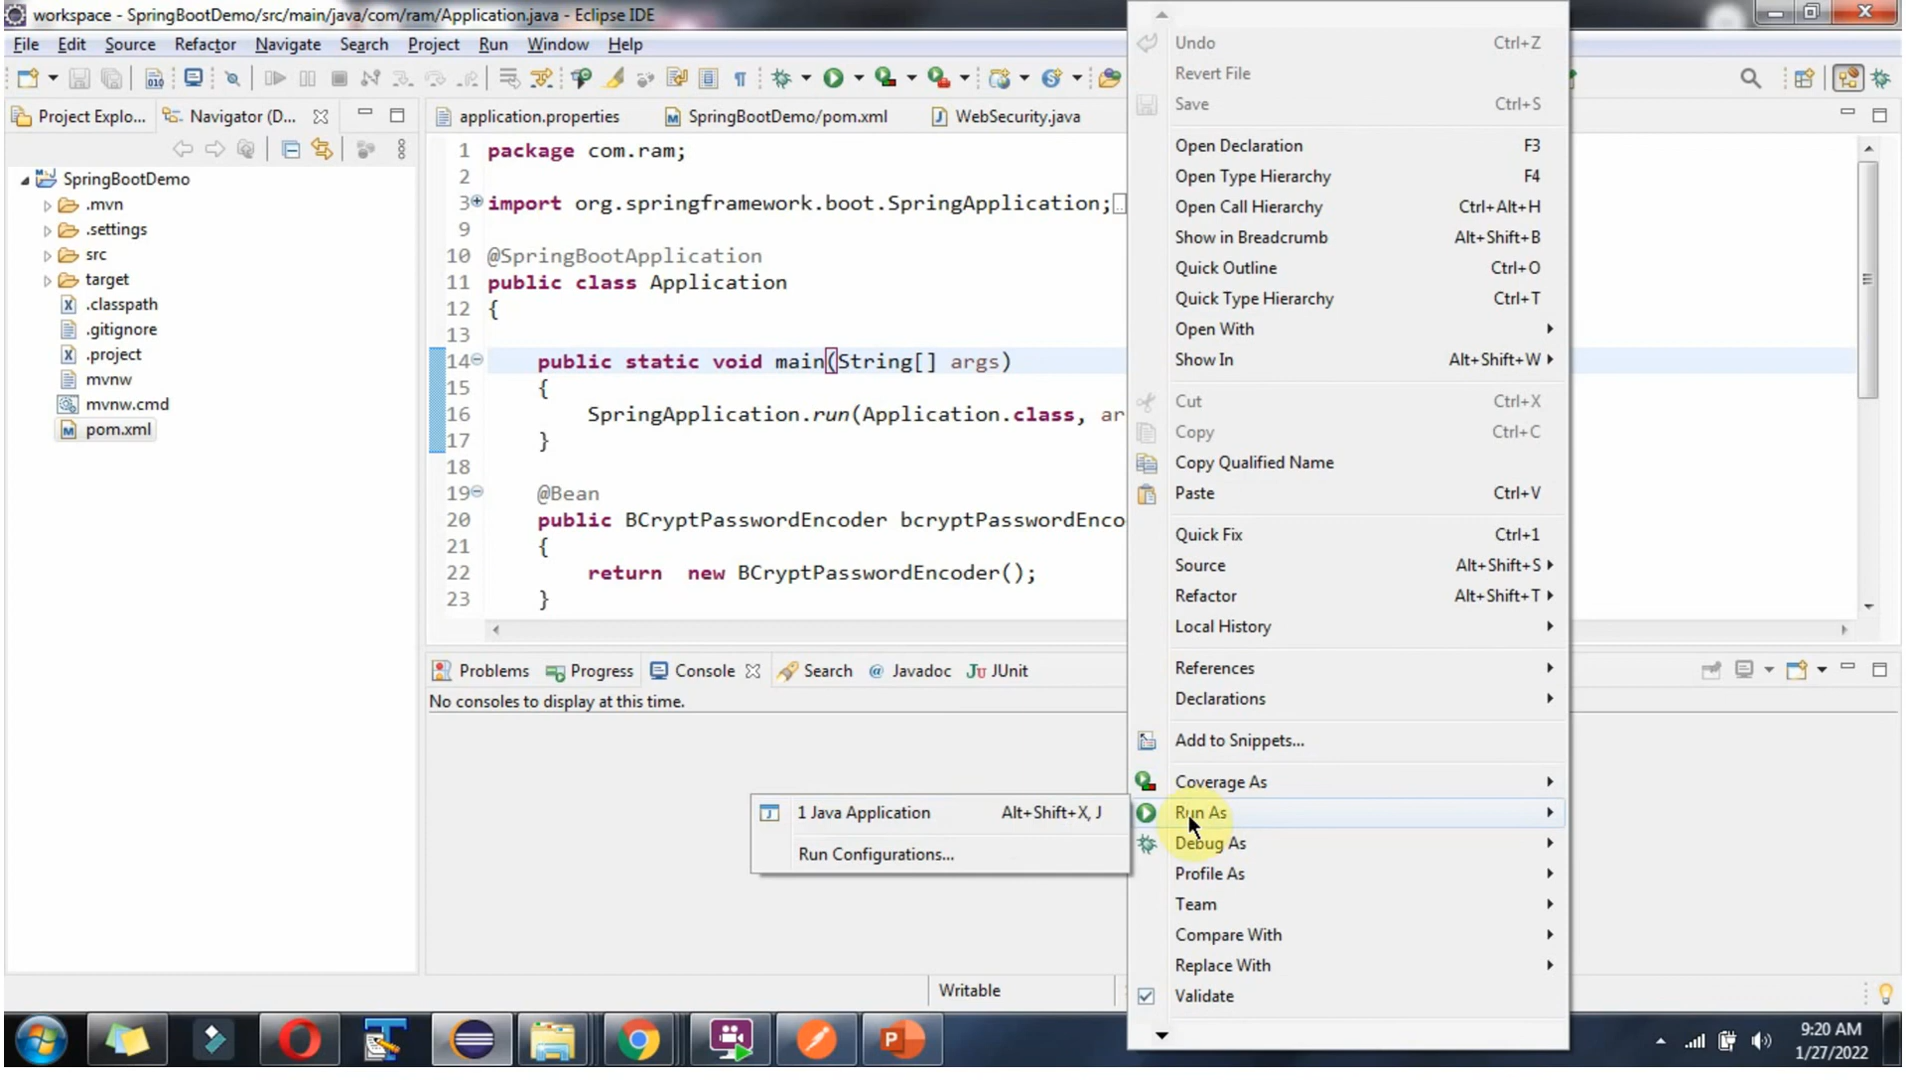 workspace - SpringBootDemo/src/main/java/com/ram/Application.java - Eclipse IDE
File Edit Source Refactor Navigate Search Project Run Window Help
Project Explo... Navigator (D...
SpringBootDemo
.mvn
.settings
src
target
.classpath
.gitignore
.project
mvnw
mvnw.cmd
pom.xml
application.properties SpringBootDemo/pom.xml WebSecurity.java
1 package com.ram;
2
3 import org.springframework.boot.SpringApplication;
9
10 @SpringBootApplication
11 public class Application
12 {
13
14 public static void main(String[] args)
15 {
16 SpringApplication.run(Application.class, ar
17 }
18
19 @Bean
20 public BCryptPasswordEncoder bcryptPasswordEnco
21 {
22 return new BCryptPasswordEncoder();
23 }
Problems Progress Console Search Javadoc JUnit
No consoles to display at this time.
1 Java Application Alt+Shift+X, J
Run Configurations...
Undo Ctrl+Z
Revert File
Save Ctrl+S
Open Declaration F3
Open Type Hierarchy F4
Open Call Hierarchy Ctrl+Alt+H
Show in Breadcrumb Alt+Shift+B
Quick Outline Ctrl+O
Quick Type Hierarchy Ctrl+T
Open With
Show In Alt+Shift+W
Cut Ctrl+X
Copy Ctrl+C
Copy Qualified Name
Paste Ctrl+V
Quick Fix Ctrl+1
Source Alt+Shift+S
Refactor Alt+Shift+T
Local History
References
Declarations
Add to Snippets...
Coverage As
Run As
Debug As
Profile As
Team
Compare With
Replace With
Validate
Writable
9:20 AM
1/27/2022